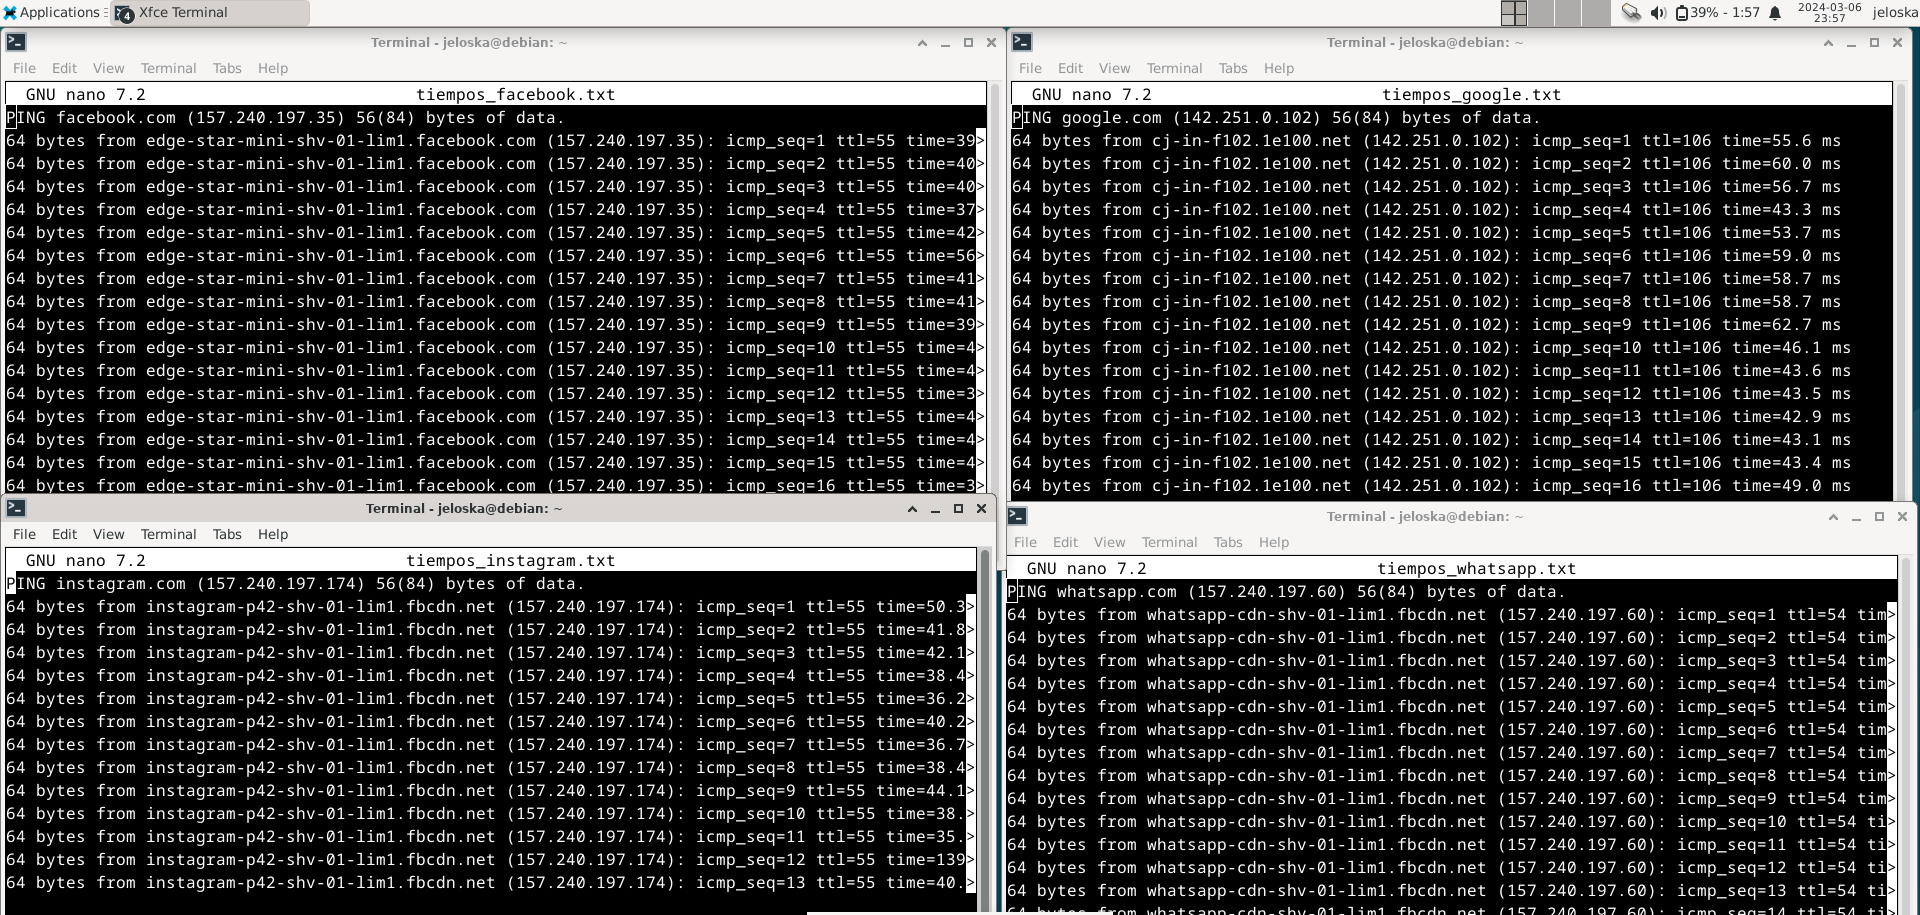 Applications
4
Xfce Terminal
39% - 1:57
2024-03-06
23:57
jeloska
Terminal - jeloska@debian: ~
File Edit View Terminal Tabs Help
GNU nano 7.2 tiempos_facebook.txt
PING facebook.com (157.240.197.35) 56(84) bytes of data.
64 bytes from edge-star-mini-shv-01-lim1.facebook.com (157.240.197.35): icmp_seq=1 ttl=55 time=39>
64 bytes from edge-star-mini-shv-01-lim1.facebook.com (157.240.197.35): icmp_seq=2 ttl=55 time=40>
64 bytes from edge-star-mini-shv-01-lim1.facebook.com (157.240.197.35): icmp_seq=3 ttl=55 time=40>
64 bytes from edge-star-mini-shv-01-lim1.facebook.com (157.240.197.35): icmp_seq=4 ttl=55 time=37>
64 bytes from edge-star-mini-shv-01-lim1.facebook.com (157.240.197.35): icmp_seq=5 ttl=55 time=42>
64 bytes from edge-star-mini-shv-01-lim1.facebook.com (157.240.197.35): icmp_seq=6 ttl=55 time=56>
64 bytes from edge-star-mini-shv-01-lim1.facebook.com (157.240.197.35): icmp_seq=7 ttl=55 time=41>
64 bytes from edge-star-mini-shv-01-lim1.facebook.com (157.240.197.35): icmp_seq=8 ttl=55 time=41>
64 bytes from edge-star-mini-shv-01-lim1.facebook.com (157.240.197.35): icmp_seq=9 ttl=55 time=39>
64 bytes from edge-star-mini-shv-01-lim1.facebook.com (157.240.197.35): icmp_seq=10 ttl=55 time=4>
64 bytes from edge-star-mini-shv-01-lim1.facebook.com (157.240.197.35): icmp_seq=11 ttl=55 time=4>
64 bytes from edge-star-mini-shv-01-lim1.facebook.com (157.240.197.35): icmp_seq=12 ttl=55 time=3>
64 bytes from edge-star-mini-shv-01-lim1.facebook.com (157.240.197.35): icmp_seq=13 ttl=55 time=4>
64 bytes from edge-star-mini-shv-01-lim1.facebook.com (157.240.197.35): icmp_seq=14 ttl=55 time=4>
64 bytes from edge-star-mini-shv-01-lim1.facebook.com (157.240.197.35): icmp_seq=15 ttl=55 time=4>
64 bytes from edge-star-mini-shv-01-lim1.facebook.com (157.240.197.35): icmp_seq=16 ttl=55 time=3>
Terminal - jeloska@debian: ~
File Edit View Terminal Tabs Help
GNU nano 7.2 tiempos_google.txt
PING google.com (142.251.0.102) 56(84) bytes of data.
64 bytes from cj-in-f102.1e100.net (142.251.0.102): icmp_seq=1 ttl=106 time=55.6 ms
64 bytes from cj-in-f102.1e100.net (142.251.0.102): icmp_seq=2 ttl=106 time=60.0 ms
64 bytes from cj-in-f102.1e100.net (142.251.0.102): icmp_seq=3 ttl=106 time=56.7 ms
64 bytes from cj-in-f102.1e100.net (142.251.0.102): icmp_seq=4 ttl=106 time=43.3 ms
64 bytes from cj-in-f102.1e100.net (142.251.0.102): icmp_seq=5 ttl=106 time=53.7 ms
64 bytes from cj-in-f102.1e100.net (142.251.0.102): icmp_seq=6 ttl=106 time=59.0 ms
64 bytes from cj-in-f102.1e100.net (142.251.0.102): icmp_seq=7 ttl=106 time=58.7 ms
64 bytes from cj-in-f102.1e100.net (142.251.0.102): icmp_seq=8 ttl=106 time=58.7 ms
64 bytes from cj-in-f102.1e100.net (142.251.0.102): icmp_seq=9 ttl=106 time=62.7 ms
64 bytes from cj-in-f102.1e100.net (142.251.0.102): icmp_seq=10 ttl=106 time=46.1 ms
64 bytes from cj-in-f102.1e100.net (142.251.0.102): icmp_seq=11 ttl=106 time=43.6 ms
64 bytes from cj-in-f102.1e100.net (142.251.0.102): icmp_seq=12 ttl=106 time=43.5 ms
64 bytes from cj-in-f102.1e100.net (142.251.0.102): icmp_seq=13 ttl=106 time=42.9 ms
64 bytes from cj-in-f102.1e100.net (142.251.0.102): icmp_seq=14 ttl=106 time=43.1 ms
64 bytes from cj-in-f102.1e100.net (142.251.0.102): icmp_seq=15 ttl=106 time=43.4 ms
64 bytes from cj-in-f102.1e100.net (142.251.0.102): icmp_seq=16 ttl=106 time=49.0 ms
Terminal - jeloska@debian: ~
File Edit View Terminal Tabs Help
GNU nano 7.2 tiempos_instagram.txt
PING instagram.com (157.240.197.174) 56(84) bytes of data.
64 bytes from instagram-p42-shv-01-lim1.fbcdn.net (157.240.197.174): icmp_seq=1 ttl=55 time=50.3>
64 bytes from instagram-p42-shv-01-lim1.fbcdn.net (157.240.197.174): icmp_seq=2 ttl=55 time=41.8>
64 bytes from instagram-p42-shv-01-lim1.fbcdn.net (157.240.197.174): icmp_seq=3 ttl=55 time=42.1>
64 bytes from instagram-p42-shv-01-lim1.fbcdn.net (157.240.197.174): icmp_seq=4 ttl=55 time=38.4>
64 bytes from instagram-p42-shv-01-lim1.fbcdn.net (157.240.197.174): icmp_seq=5 ttl=55 time=36.2>
64 bytes from instagram-p42-shv-01-lim1.fbcdn.net (157.240.197.174): icmp_seq=6 ttl=55 time=40.2>
64 bytes from instagram-p42-shv-01-lim1.fbcdn.net (157.240.197.174): icmp_seq=7 ttl=55 time=36.7>
64 bytes from instagram-p42-shv-01-lim1.fbcdn.net (157.240.197.174): icmp_seq=8 ttl=55 time=38.4>
64 bytes from instagram-p42-shv-01-lim1.fbcdn.net (157.240.197.174): icmp_seq=9 ttl=55 time=44.1>
64 bytes from instagram-p42-shv-01-lim1.fbcdn.net (157.240.197.174): icmp_seq=10 ttl=55 time=38.>
64 bytes from instagram-p42-shv-01-lim1.fbcdn.net (157.240.197.174): icmp_seq=11 ttl=55 time=35.>
64 bytes from instagram-p42-shv-01-lim1.fbcdn.net (157.240.197.174): icmp_seq=12 ttl=55 time=139>
64 bytes from instagram-p42-shv-01-lim1.fbcdn.net (157.240.197.174): icmp_seq=13 ttl=55 time=40.>
Terminal - jeloska@debian: ~
File Edit View Terminal Tabs Help
GNU nano 7.2 tiempos_whatsapp.txt
PING whatsapp.com (157.240.197.60) 56(84) bytes of data.
64 bytes from whatsapp-cdn-shv-01-lim1.fbcdn.net (157.240.197.60): icmp_seq=1 ttl=54 tim>
64 bytes from whatsapp-cdn-shv-01-lim1.fbcdn.net (157.240.197.60): icmp_seq=2 ttl=54 tim>
64 bytes from whatsapp-cdn-shv-01-lim1.fbcdn.net (157.240.197.60): icmp_seq=3 ttl=54 tim>
64 bytes from whatsapp-cdn-shv-01-lim1.fbcdn.net (157.240.197.60): icmp_seq=4 ttl=54 tim>
64 bytes from whatsapp-cdn-shv-01-lim1.fbcdn.net (157.240.197.60): icmp_seq=5 ttl=54 tim>
64 bytes from whatsapp-cdn-shv-01-lim1.fbcdn.net (157.240.197.60): icmp_seq=6 ttl=54 tim>
64 bytes from whatsapp-cdn-shv-01-lim1.fbcdn.net (157.240.197.60): icmp_seq=7 ttl=54 tim>
64 bytes from whatsapp-cdn-shv-01-lim1.fbcdn.net (157.240.197.60): icmp_seq=8 ttl=54 tim>
64 bytes from whatsapp-cdn-shv-01-lim1.fbcdn.net (157.240.197.60): icmp_seq=9 ttl=54 tim>
64 bytes from whatsapp-cdn-shv-01-lim1.fbcdn.net (157.240.197.60): icmp_seq=10 ttl=54 ti>
64 bytes from whatsapp-cdn-shv-01-lim1.fbcdn.net (157.240.197.60): icmp_seq=11 ttl=54 ti>
64 bytes from whatsapp-cdn-shv-01-lim1.fbcdn.net (157.240.197.60): icmp_seq=12 ttl=54 ti>
64 bytes from whatsapp-cdn-shv-01-lim1.fbcdn.net (157.240.197.60): icmp_seq=13 ttl=54 ti>